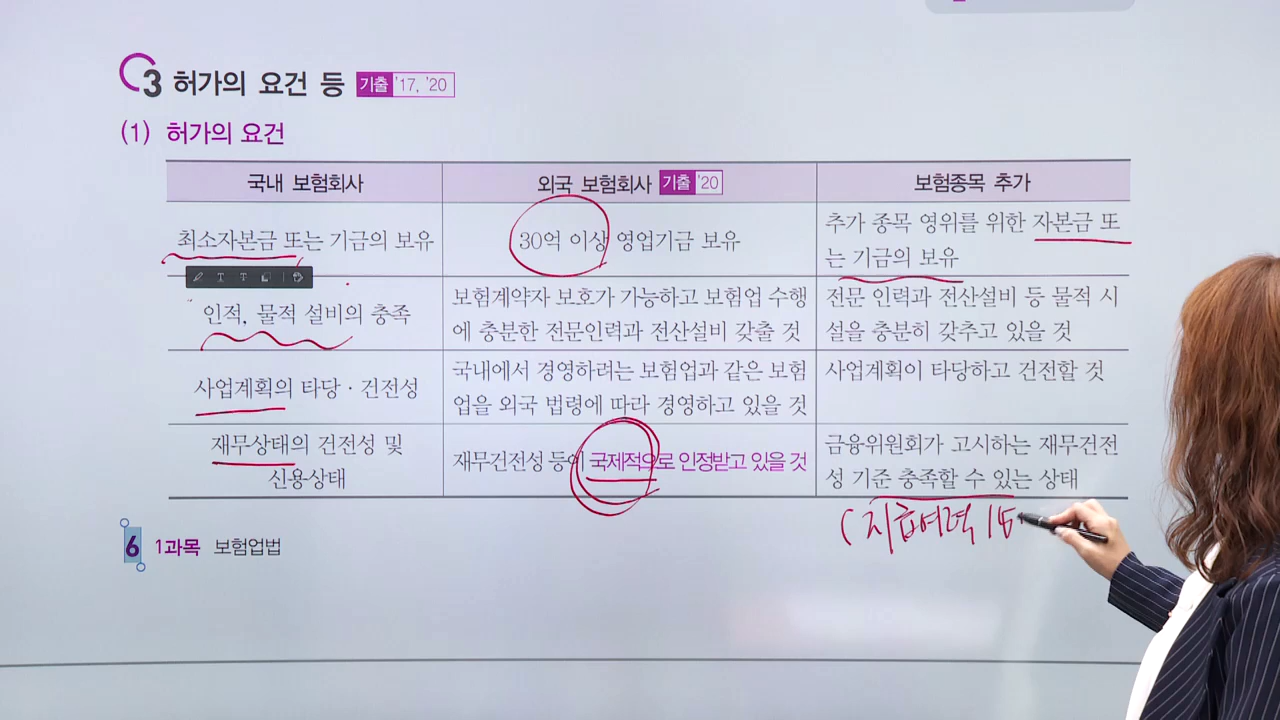 3 허가의 요건 등 기출 '17, '20
(1) 허가의 요건
국내 보험회사 외국 보험회사 기출 '20 보험종목 추가
최소자본금 또는 기금의 보유
30억 이상 영업기금 보유
추가 종목 영위를 위한 자본금 또
는 기금의 보유
인적, 물적 설비의 충족
보험계약자 보호가 가능하고 보험업 수행
에 충분한 전문인력과 전산설비 갖출 것
전문 인력과 전산설비 등 물적 시
설을 충분히 갖추고 있을 것
사업계획의 타당·건전성
국내에서 경영하려는 보험업과 같은 보험
업을 외국 법령에 따라 경영하고 있을 것
사업계획이 타당하고 건전할 것
재무상태의 건전성 및
신용상태
재무건전성 등이 국제적으로 인정받고 있을 것
금융위원회가 고시하는 재무건전
성 기준 충족할 수 있는 상태
(지급여력 15
6 1과목 보험업법